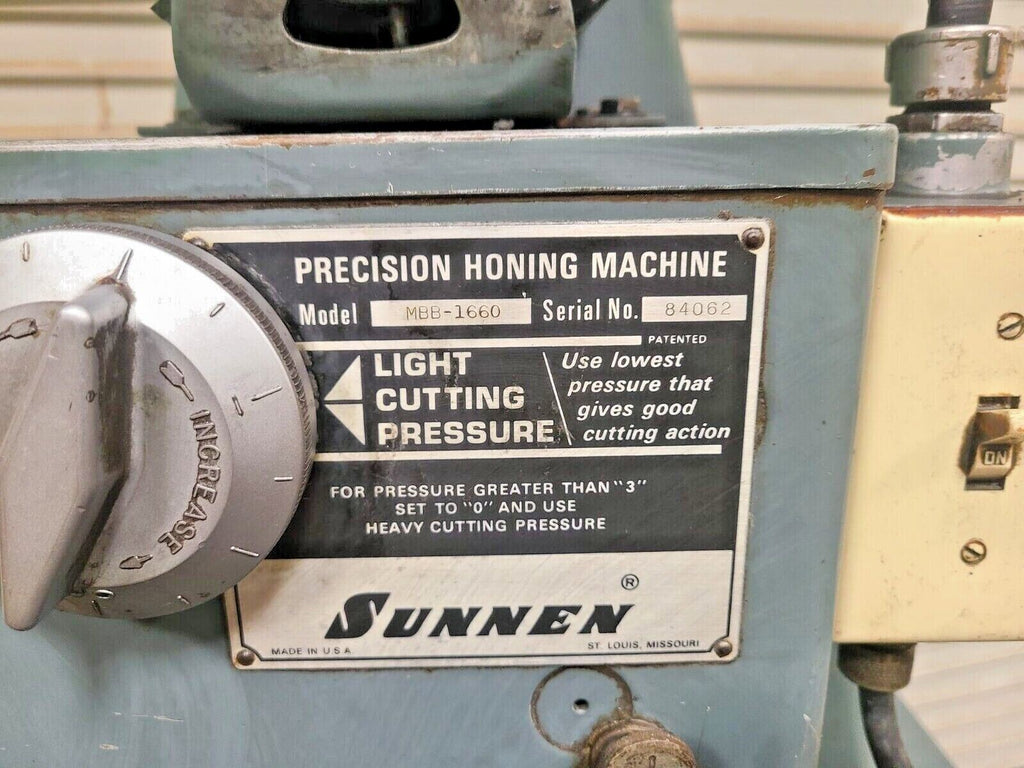 PRECISION HONING MACHINE
Model MBB-1660 Serial No. 84062
PATENTED
LIGHT
CUTTING
PRESSURE
Use lowest
pressure that
gives good
cutting action
FOR PRESSURE GREATER THAN "3"
SET TO "0" AND USE
HEAVY CUTTING PRESSURE
SUNNEN ®
MADE IN U.S.A.
ST. LOUIS, MISSOURI
INCREASE
0
ON